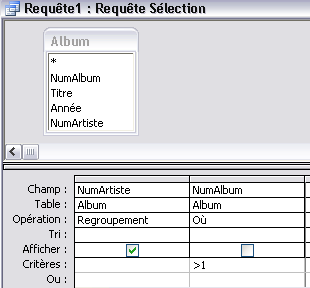 Requête1 : Requête Sélection
Album
*
NumAlbum
Titre
Année
NumArtiste
Champ : NumArtiste NumAlbum
Table : Album Album
Opération : Regroupement Où
Tri :
Afficher :
Critères : >1
Ou :